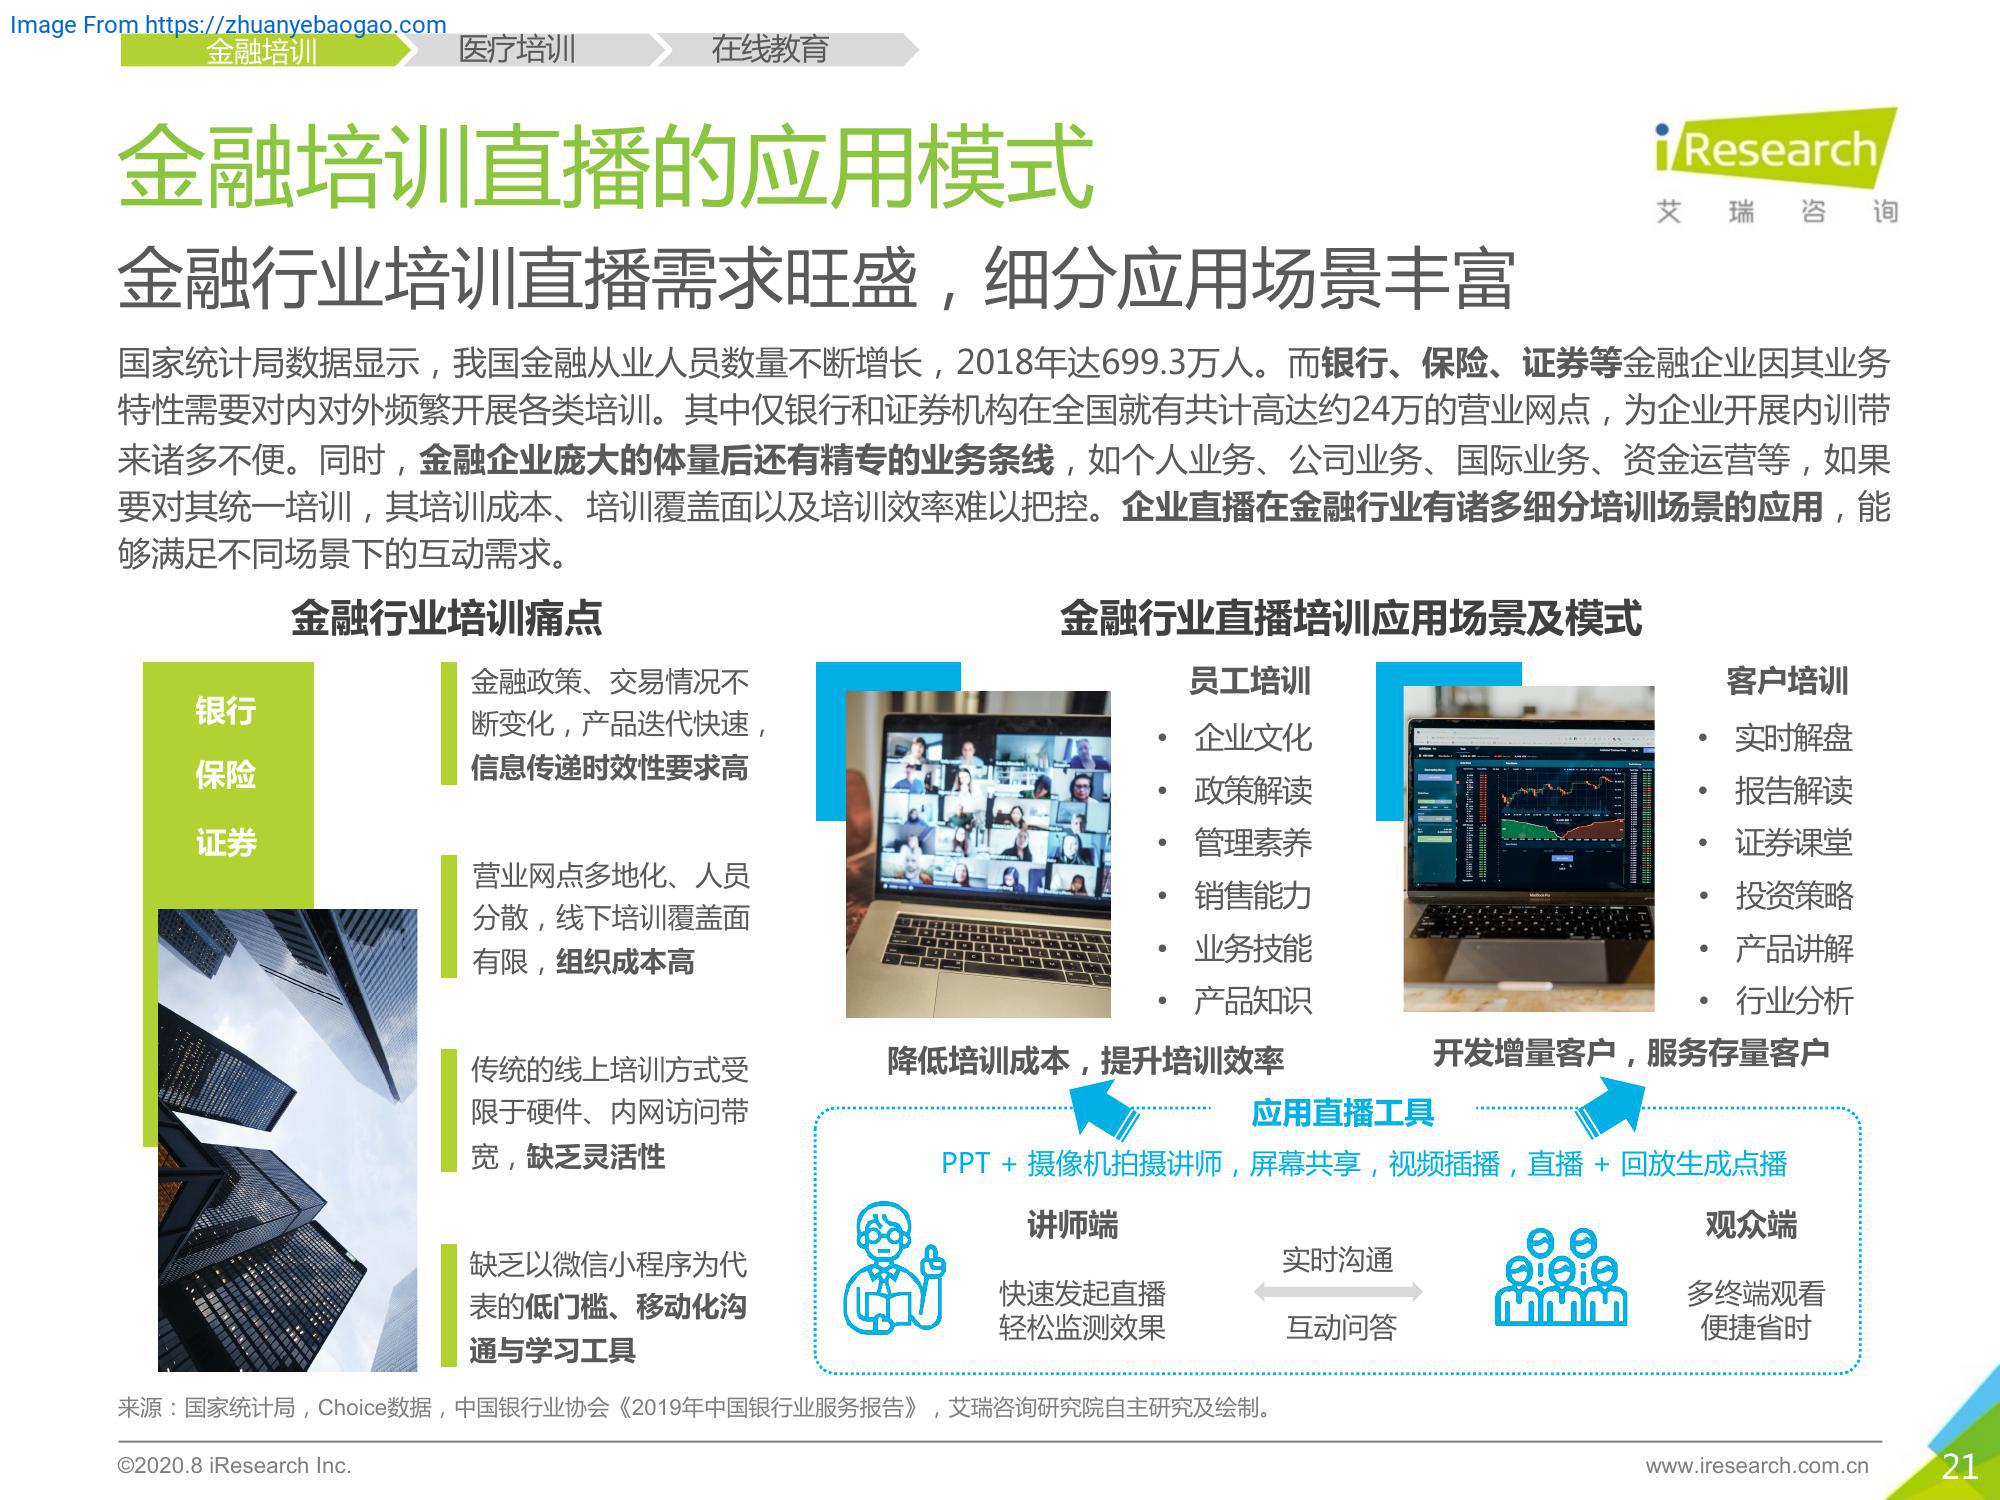 Image From https://zhuanyebaogao.com
金融培训
医疗培训
在线教育
iResearch
艾瑞咨询
金融培训直播的应用模式
金融行业培训直播需求旺盛，细分应用场景丰富
国家统计局数据显示，我国金融从业人员数量不断增长，2018年达699.3万人。而银行、保险、证券等金融企业因其业务
特性需要对内对外频繁开展各类培训。其中仅银行和证券机构在全国就有共计高达约24万的营业网点，为企业开展内训带
来诸多不便。同时，金融企业庞大的体量后还有精专的业务条线，如个人业务、公司业务、国际业务、资金运营等，如果
要对其统一培训，其培训成本、培训覆盖面以及培训效率难以把控。企业直播在金融行业有诸多细分培训场景的应用，能
够满足不同场景下的互动需求。
金融行业培训痛点
银行
保险
证券
金融政策、交易情况不
断变化，产品迭代快速，
信息传递时效性要求高
营业网点多地化、人员
分散，线下培训覆盖面
有限，组织成本高
传统的线上培训方式受
限于硬件、内网访问带
宽，缺乏灵活性
缺乏以微信小程序为代
表的低门槛、移动化沟
通与学习工具
金融行业直播培训应用场景及模式
员工培训
• 企业文化
• 政策解读
• 管理素养
• 销售能力
• 业务技能
• 产品知识
降低培训成本，提升培训效率
客户培训
• 实时解盘
• 报告解读
• 证券课堂
• 投资策略
• 产品讲解
• 行业分析
开发增量客户，服务存量客户
应用直播工具
PPT + 摄像机拍摄讲师，屏幕共享，视频插播，直播 + 回放生成点播
讲师端
快速发起直播
轻松监测效果
实时沟通
互动问答
观众端
多终端观看
便捷省时
来源：国家统计局，Choice数据，中国银行业协会《2019年中国银行业服务报告》，艾瑞咨询研究院自主研究及绘制。
©2020.8 iResearch Inc.
www.iresearch.com.cn
21